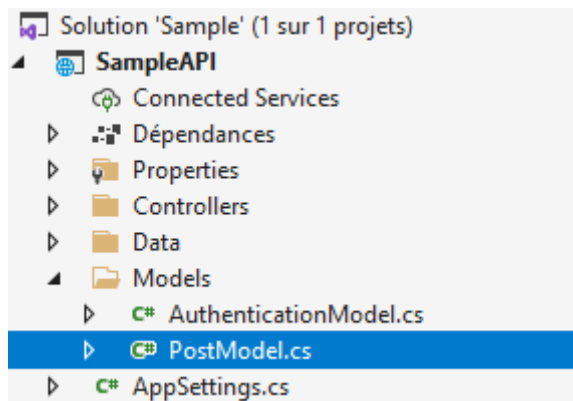 Solution 'Sample' (1 sur 1 projets)
SampleAPI
Connected Services
Dépendances
Properties
Controllers
Data
Models
C# AuthenticationModel.cs
C# PostModel.cs
C# AppSettings.cs